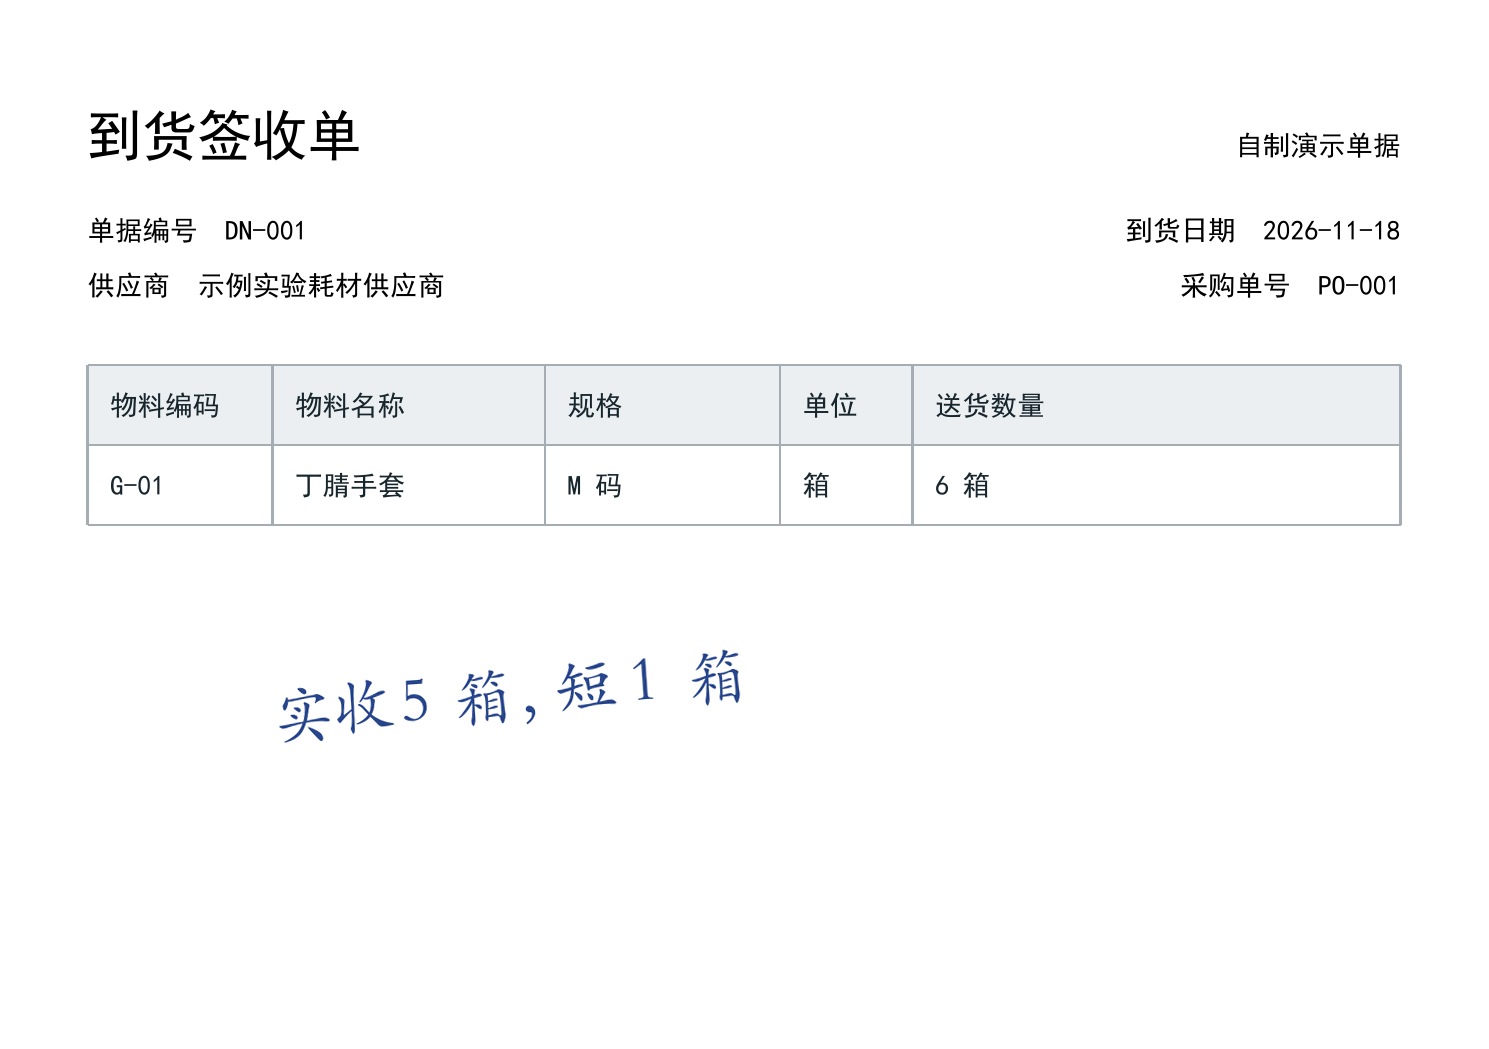 到货签收单
自制演示单据
单据编号 DN-001
到货日期 2026-11-18
供应商 示例实验耗材供应商
采购单号 PO-001
物料编码 物料名称 规格 单位 送货数量
G-01 丁腈手套 M 码 箱 6 箱
实收5 箱,短1 箱